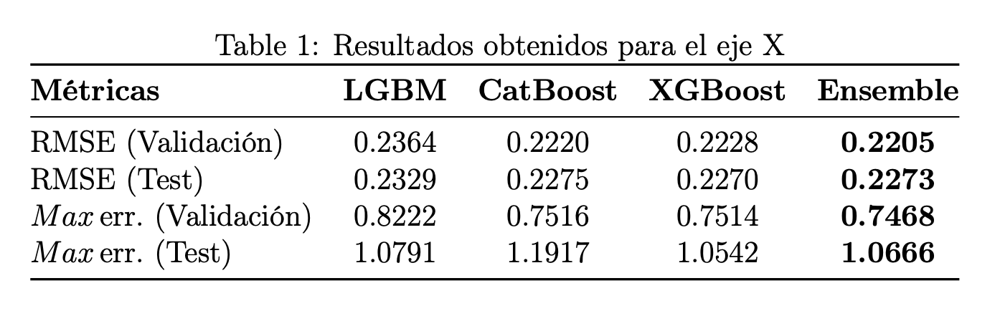 Table 1: Resultados obtenidos para el eje X
Métricas LGBM CatBoost XGBoost Ensemble
RMSE (Validación) 0.2364 0.2220 0.2228 0.2205
RMSE (Test) 0.2329 0.2275 0.2270 0.2273
Max err. (Validación) 0.8222 0.7516 0.7514 0.7468
Max err. (Test) 1.0791 1.1917 1.0542 1.0666